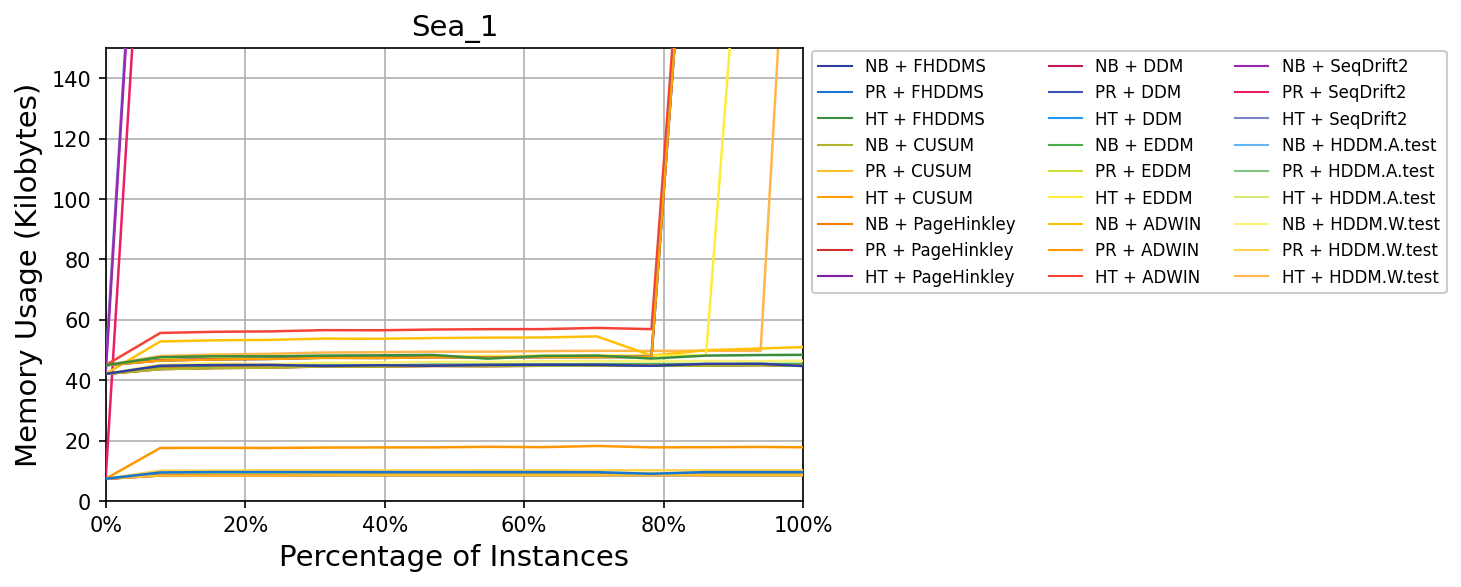 Sea_1
Memory Usage (Kilobytes)
140
120
100
80
60
40
20
0
0% 20% 40% 60% 80% 100%
Percentage of Instances
NB + FHDDMS
PR + FHDDMS
HT + FHDDMS
NB + CUSUM
PR + CUSUM
HT + CUSUM
NB + PageHinkley
PR + PageHinkley
HT + PageHinkley
NB + DDM
PR + DDM
HT + DDM
NB + EDDM
PR + EDDM
HT + EDDM
NB + ADWIN
PR + ADWIN
HT + ADWIN
NB + SeqDrift2
PR + SeqDrift2
HT + SeqDrift2
NB + HDDM.A.test
PR + HDDM.A.test
HT + HDDM.A.test
NB + HDDM.W.test
PR + HDDM.W.test
HT + HDDM.W.test